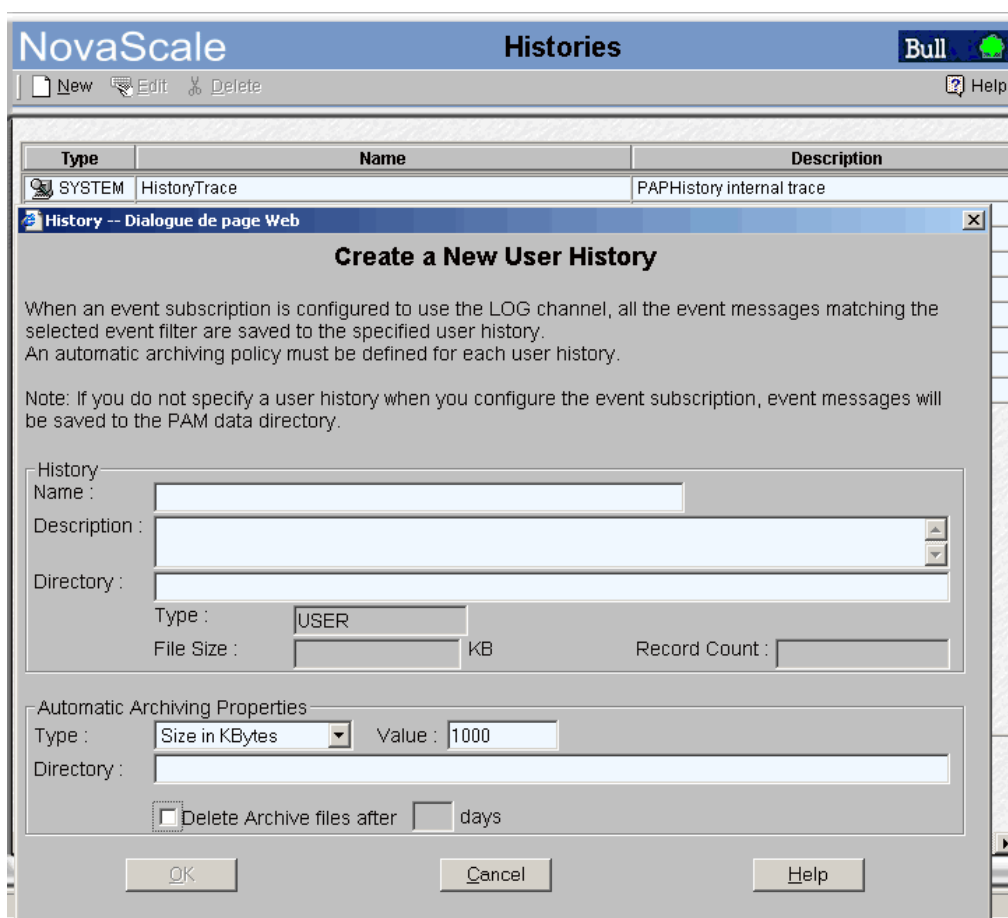 NovaScale Histories Bull
New Edit Delete Help
Type Name Description
SYSTEM HistoryTrace PAPHistory internal trace
History -- Dialogue de page Web
Create a New User History
When an event subscription is configured to use the LOG channel, all the event messages matching the
selected event filter are saved to the specified user history.
An automatic archiving policy must be defined for each user history.
Note: If you do not specify a user history when you configure the event subscription, event messages will
be saved to the PAM data directory.
History
Name :
Description :
Directory :
Type : USER
File Size : KB Record Count :
Automatic Archiving Properties
Type : Size in KBytes Value : 1000
Directory :
Delete Archive files after days
OK Cancel Help